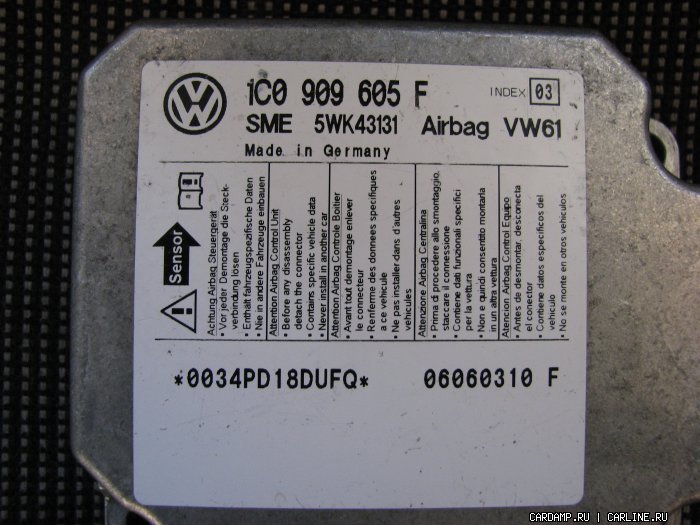 1C0 909 605 F
INDEX 03
SME 5WK43131 Airbag VW61
Made in Germany
Sensor
Achtung Airbag Steuergerät
• Vor jeder Demontage die Steck-
verbindung lösen
• Enthält fahrzeugspezifische Daten
• Nie in andere Fahrzeuge einbauen
Attention Airbag Control Unit
• Before any disassembly
detach the connector
• Contains specific vehicle data
• Never install in another car
Attention Airbag Controle Boitier
• Avant tout démontage enlever
le connecteur
• Renferme des donnees specifiques
a ce vehicule
• Ne pas installer dans d'autres
vehicules
Attenzione Airbag Centralina
• Prima di procedere allo smontaggio,
staccare il connessione
• Contiene dati funzionali specifici
per la vettura
• Non e quindi consentito montarla
in un altra vettura
Atencion Airbag Control Equipo
• Antes de desmontar, desconecta
el conector
• Contiene datos especificos del
vehiculo
• No se monte en otros vehiculos
*0034PD18DUFQ* 06060310 F
CARDAMP.RU | CARLINE.RU